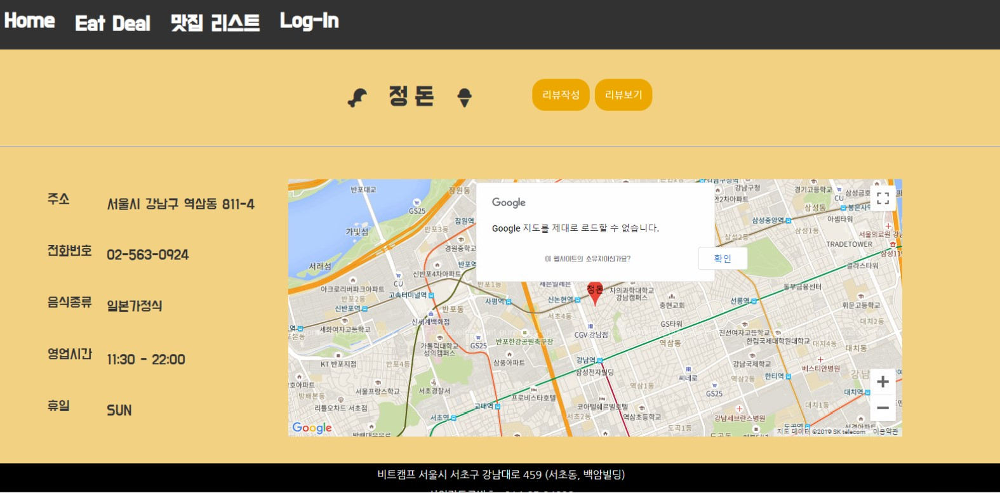 Home Eat Deal 맛집 리스트 Log-In
정돈
리뷰작성 리뷰보기
주소 서울시 강남구 역삼동 811-4
전화번호 02-563-0924
음식종류 일본가정식
영업시간 11:30 - 22:00
휴일 SUN
Google
Google 지도를 제대로 로드할 수 없습니다.
이 웹사이트의 소유자이신가요?
확인
반포대교
잠원동
강남구청
경기고등학교
GS25
CU
삼성동
잠원역
반포3동
삼성중앙역
삼성1동
아셈타워
가빛섬
삼성2동
경원중학교
TRADETOWER
서래섬
반포역
신반포4차아파트
CU
글라스타워
아크로리버파크아파트
반포1동
세븐일레븐
정돈
차의과학대학교
강남캠퍼스
동부금융센터
고속터미널역
반포2동
사평역
신논현역
충현교회
선릉역
신반포역
반포동
서초4동
휘문고등학교
신세계백화점
대치2동
세화여자고등학교
CGV 강남점
GS타워
진선여자고등학교
가톨릭대학교
성의캠퍼스
GS25
반포한강공원축구장
역삼동
한림국제대학원대학교
대치4동
대치동
KT 반포지점
반포4동
삼풍아파트
강남역
삼성전자빌딩
강남국제학교
베스티안병원
씨네로
역삼2동
한티역
서울프랑스학교
서초경찰서
프로비스타호텔
역삼1동
GS25
대치역
방배본동
리틀오차드 서초점
교대역
코아텔쉐르빌호텔
대치1동
서초역
서초2동
역삼초등학교
강남세브란스병원
도곡1동
도곡역
Google
지도 데이터 ©2019 SK telecom 이용약관
비트캠프 서울시 서초구 강남대로 459 (서초동, 백암빌딩)